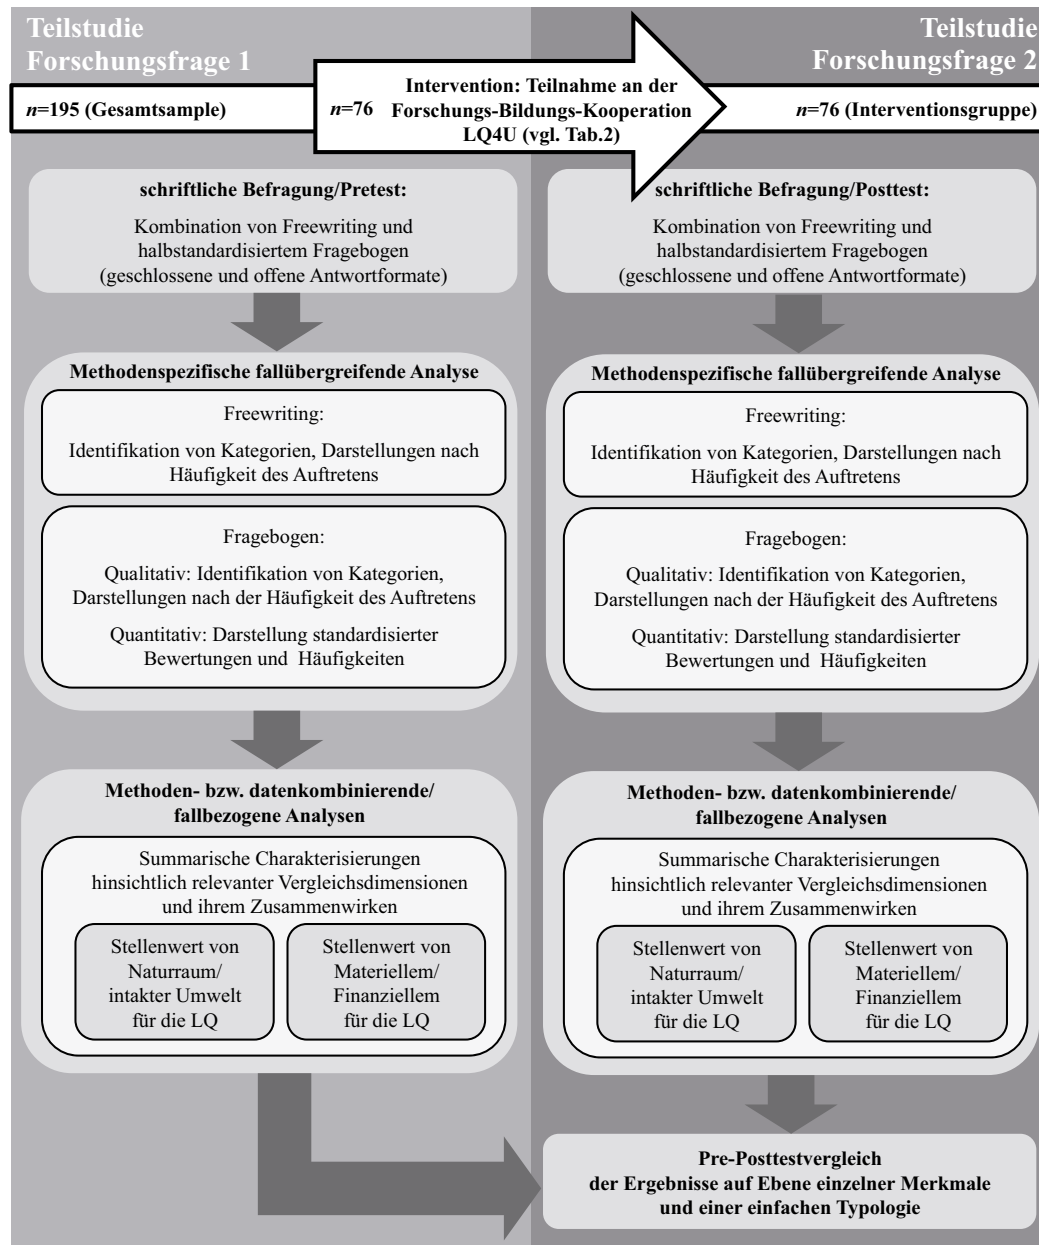 Teilstudie
Forschungsfrage 1
Teilstudie
Forschungsfrage 2
n=195 (Gesamtsample)
n=76
Intervention: Teilnahme an der
Forschungs-Bildungs-Kooperation
LQ4U (vgl. Tab.2)
n=76 (Interventionsgruppe)
schriftliche Befragung/Pretest:
Kombination von Freewriting und
halbstandardisiertem Fragebogen
(geschlossene und offene Antwortformate)
Methodenspezifische fallübergreifende Analyse
Freewriting:
Identifikation von Kategorien, Darstellungen nach
Häufigkeit des Auftretens
Fragebogen:
Qualitativ: Identifikation von Kategorien,
Darstellungen nach der Häufigkeit des Auftretens
Quantitativ: Darstellung standardisierter
Bewertungen und Häufigkeiten
Methoden- bzw. datenkombinierende/
fallbezogene Analysen
Summarische Charakterisierungen
hinsichtlich relevanter Vergleichsdimensionen
und ihrem Zusammenwirken
Stellenwert von
Naturraum/
intakter Umwelt
für die LQ
Stellenwert von
Materiellem/
Finanziellem
für die LQ
schriftliche Befragung/Posttest:
Kombination von Freewriting und
halbstandardisiertem Fragebogen
(geschlossene und offene Antwortformate)
Methodenspezifische fallübergreifende Analyse
Freewriting:
Identifikation von Kategorien, Darstellungen nach
Häufigkeit des Auftretens
Fragebogen:
Qualitativ: Identifikation von Kategorien,
Darstellungen nach der Häufigkeit des Auftretens
Quantitativ: Darstellung standardisierter
Bewertungen und Häufigkeiten
Methoden- bzw. datenkombinierende/
fallbezogene Analysen
Summarische Charakterisierungen
hinsichtlich relevanter Vergleichsdimensionen
und ihrem Zusammenwirken
Stellenwert von
Naturraum/
intakter Umwelt
für die LQ
Stellenwert von
Materiellem/
Finanziellem
für die LQ
Pre-Posttestvergleich
der Ergebnisse auf Ebene einzelner Merkmale
und einer einfachen Typologie